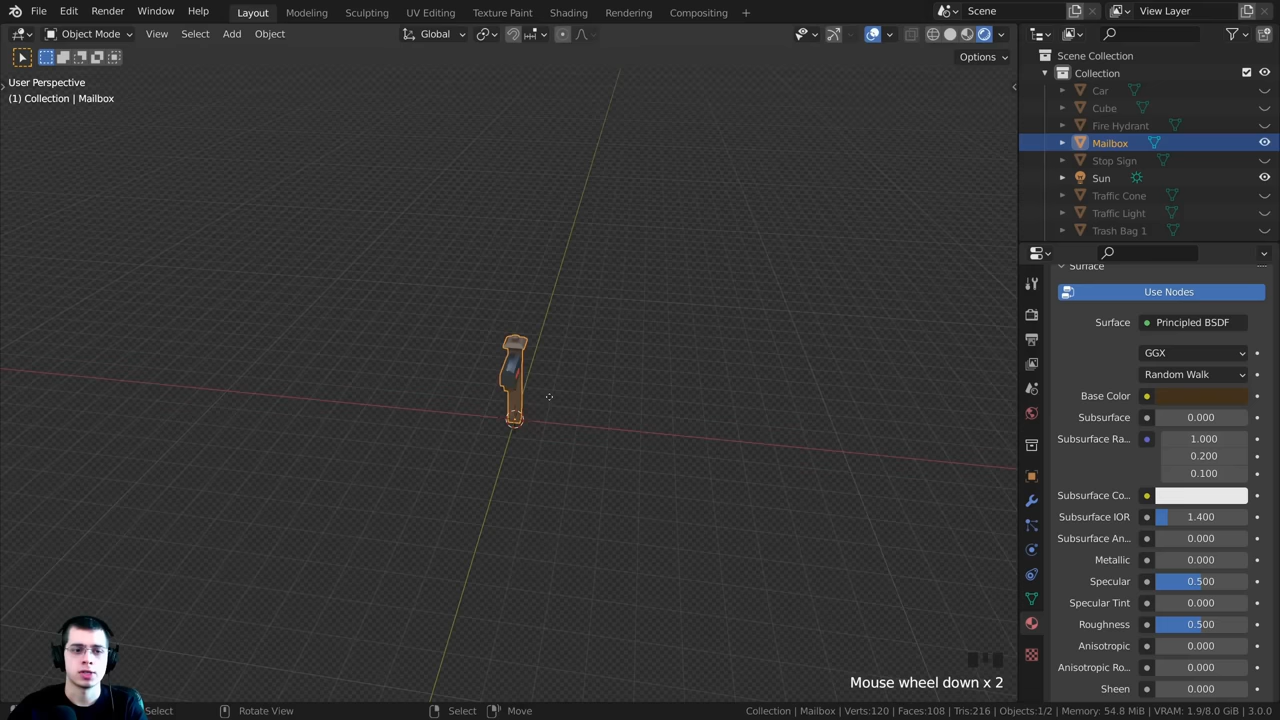 File Edit Render Window Help Layout Modeling Sculpting UV Editing Texture Paint Shading Rendering Compositing Scene View Layer
Object Mode View Select Add Object Global
Options
User Perspective
(1) Collection | Mailbox
Scene Collection
Collection
Car
Cube
Fire Hydrant
Mailbox
Stop Sign
Sun
Traffic Cone
Traffic Light
Trash Bag 1
Surface
Use Nodes
Surface Principled BSDF
GGX
Random Walk
Base Color
Subsurface 0.000
Subsurface Ra... 1.000
0.200
0.100
Subsurface Co...
Subsurface IOR 1.400
Subsurface An... 0.000
Metallic 0.000
Specular 0.500
Specular Tint 0.000
Roughness 0.500
Anisotropic 0.000
Anisotropic Ro... 0.000
Sheen 0.000
Mouse wheel down x 2
Select Rotate View Select Move Collection | Mailbox | Verts:120 | Faces:108 | Tris:216 | Objects:1/2 | Memory: 54.8 MiB | VRAM: 1.9/8.0 GiB | 3.0.0